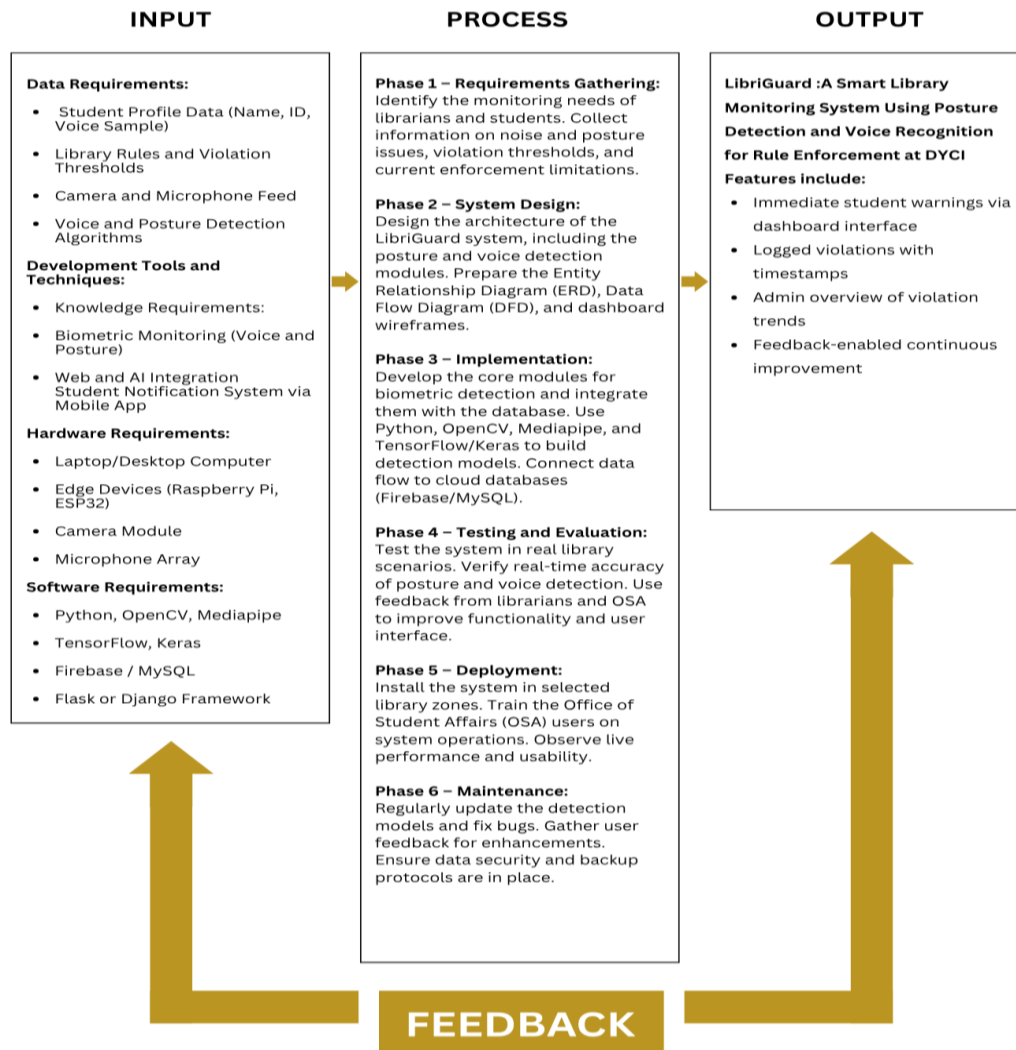 INPUT
Data Requirements:
• Student Profile Data (Name, ID,
Voice Sample)
• Library Rules and Violation
Thresholds
• Camera and Microphone Feed
• Voice and Posture Detection
Algorithms
Development Tools and
Techniques:
• Knowledge Requirements:
• Biometric Monitoring (Voice and
Posture)
• Web and AI Integration
Student Notification System via
Mobile App
Hardware Requirements:
• Laptop/Desktop Computer
• Edge Devices (Raspberry Pi,
ESP32)
• Camera Module
• Microphone Array
Software Requirements:
• Python, OpenCV, Mediapipe
• TensorFlow, Keras
• Firebase / MySQL
• Flask or Django Framework
PROCESS
Phase 1 – Requirements Gathering:
Identify the monitoring needs of
librarians and students. Collect
information on noise and posture
issues, violation thresholds, and
current enforcement limitations.
Phase 2 – System Design:
Design the architecture of the
LibriGuard system, including the
posture and voice detection
modules. Prepare the Entity
Relationship Diagram (ERD), Data
Flow Diagram (DFD), and dashboard
wireframes.
Phase 3 – Implementation:
Develop the core modules for
biometric detection and integrate
them with the database. Use
Python, OpenCV, Mediapipe, and
TensorFlow/Keras to build
detection models. Connect data
flow to cloud databases
(Firebase/MySQL).
Phase 4 – Testing and Evaluation:
Test the system in real library
scenarios. Verify real-time accuracy
of posture and voice detection. Use
feedback from librarians and OSA
to improve functionality and user
interface.
Phase 5 – Deployment:
Install the system in selected
library zones. Train the Office of
Student Affairs (OSA) users on
system operations. Observe live
performance and usability.
Phase 6 – Maintenance:
Regularly update the detection
models and fix bugs. Gather user
feedback for enhancements.
Ensure data security and backup
protocols are in place.
OUTPUT
LibriGuard :A Smart Library
Monitoring System Using Posture
Detection and Voice Recognition
for Rule Enforcement at DYCI
Features include:
• Immediate student warnings via
dashboard interface
• Logged violations with
timestamps
• Admin overview of violation
trends
• Feedback-enabled continuous
improvement
FEEDBACK